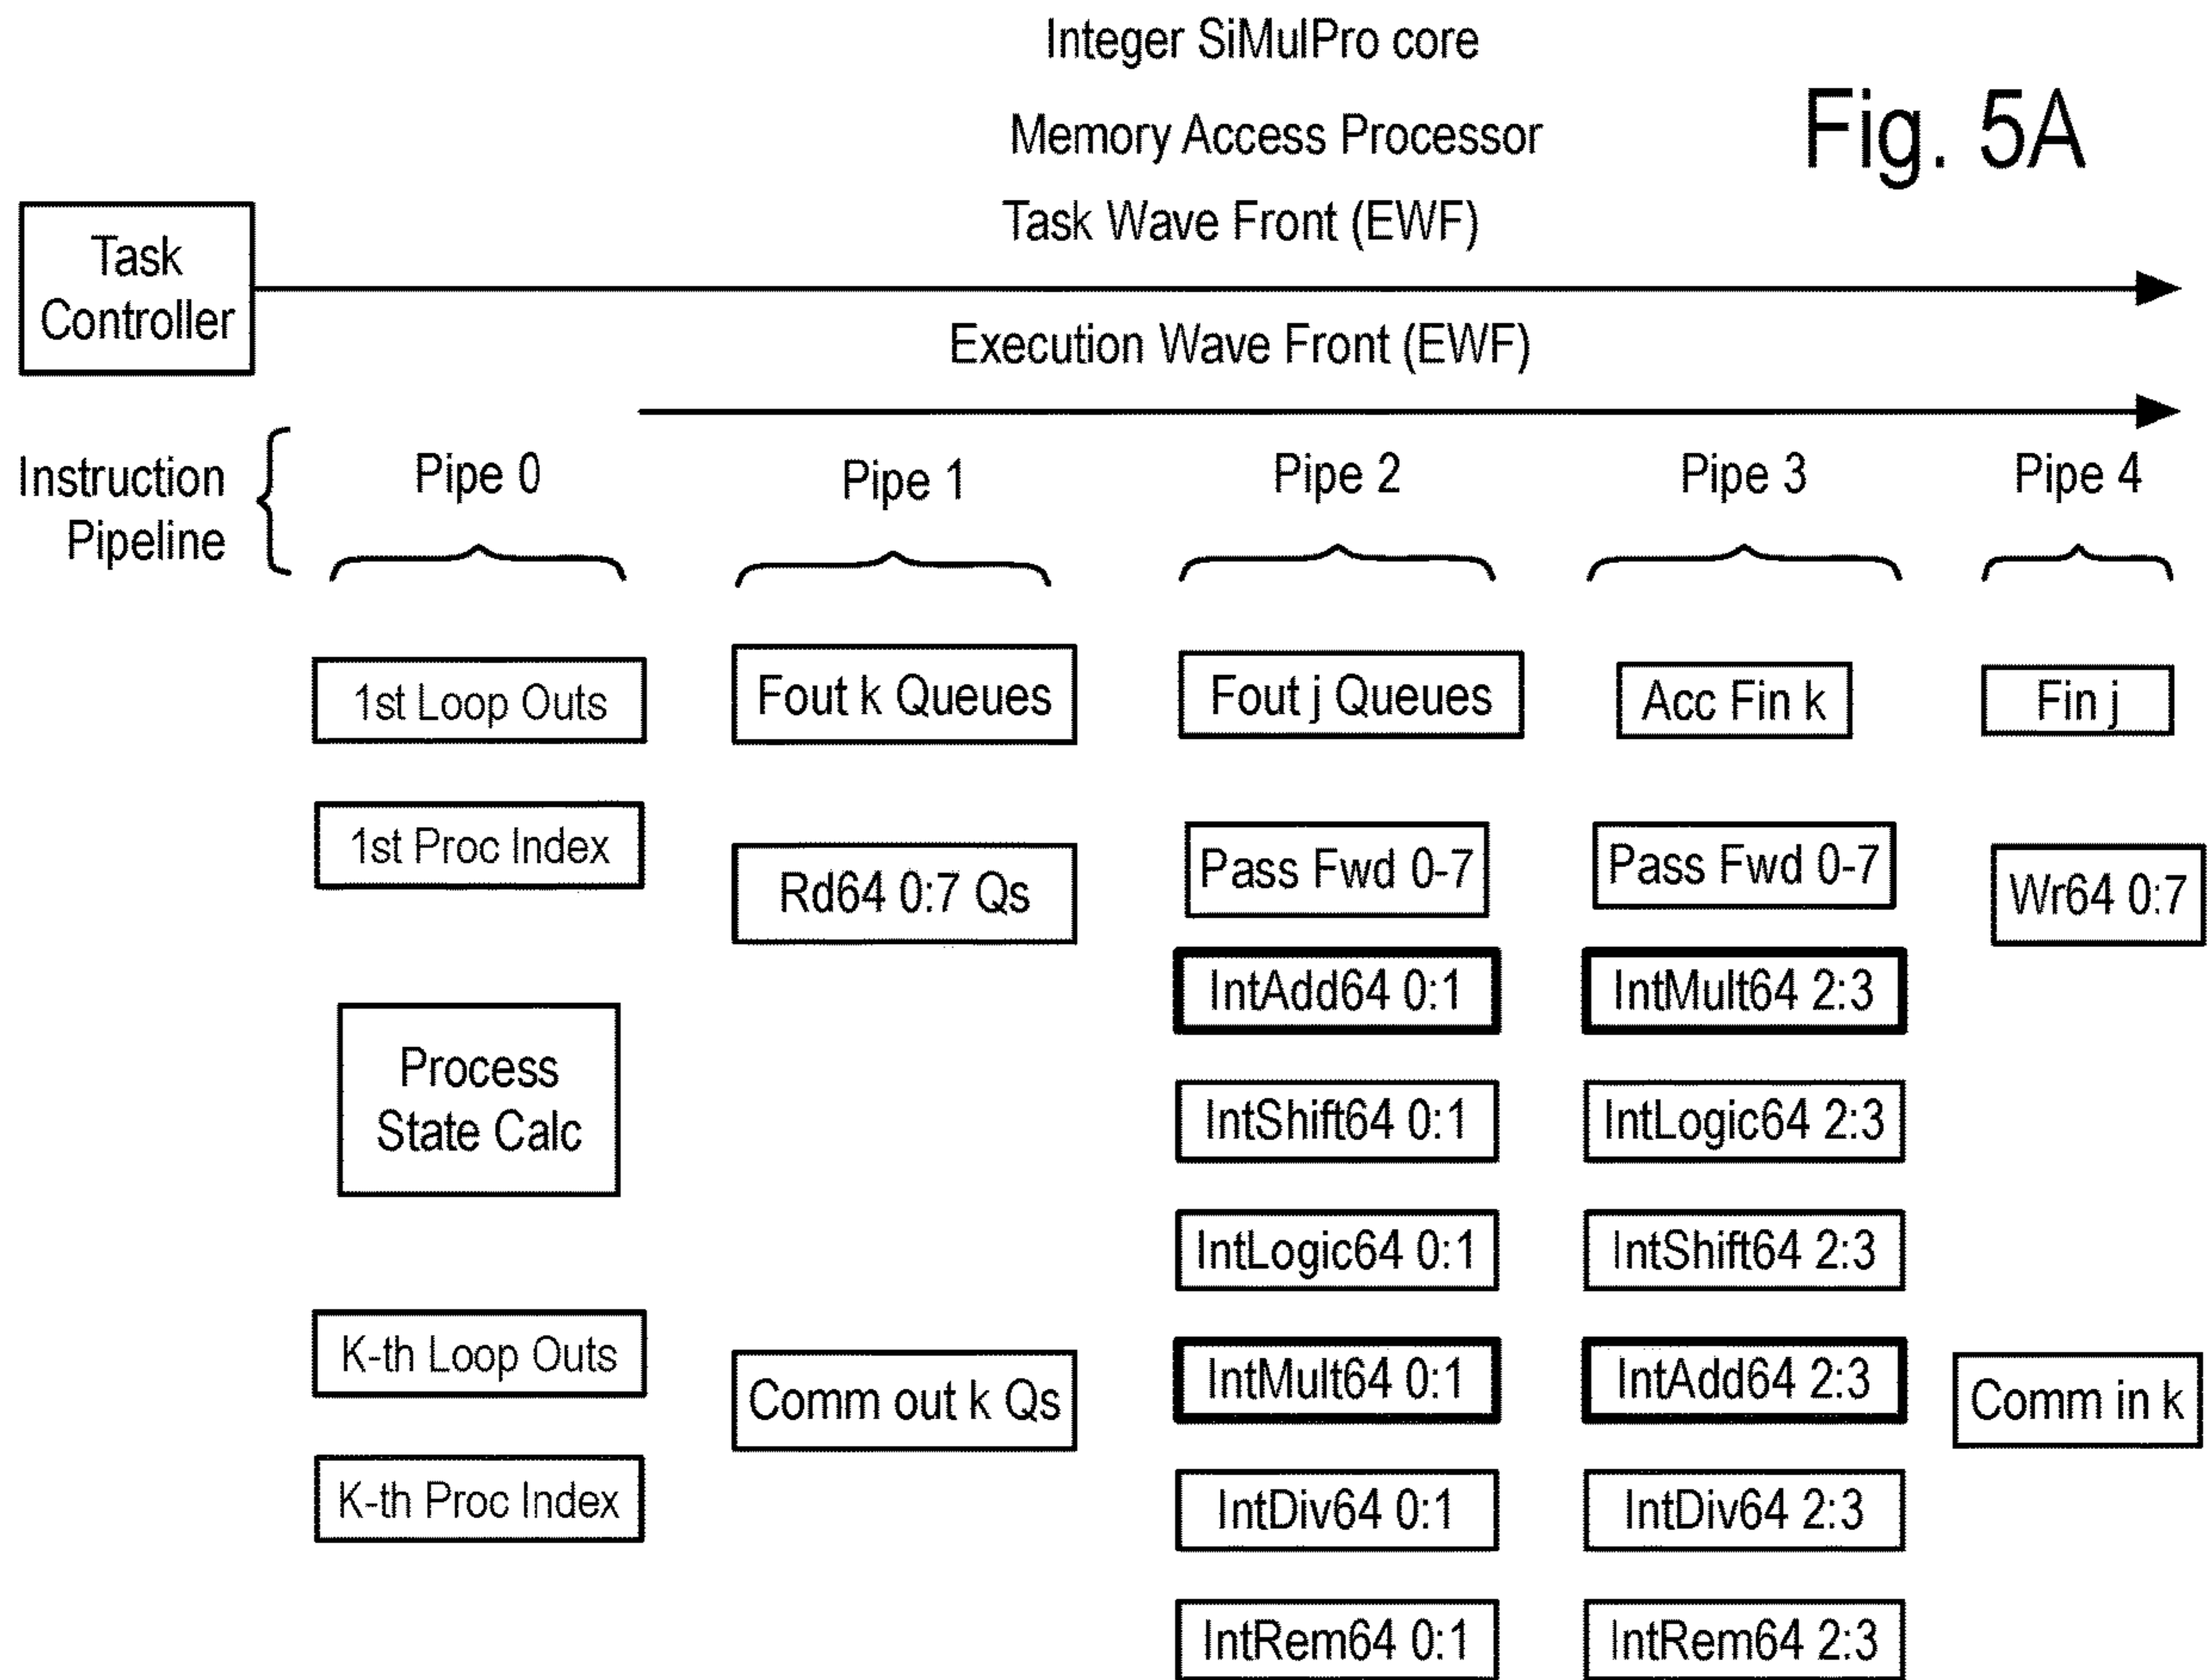 Integer SiMulPro core
Fig. 5A
Memory Access Processor
Task Wave Front (EWF)
Task
Controller
Execution Wave Front (EWF)
Instruction
Pipeline
Pipe 0
Pipe 1
Pipe 2
Pipe 3
Pipe 4
1st Loop Outs
1st Proc Index
Process
State Calc
K-th Loop Outs
K-th Proc Index
Fout k Queues
Rd64 0:7 Qs
Comm out k Qs
Fout j Queues
Pass Fwd 0-7
IntAdd64 0:1
IntShift64 0:1
IntLogic64 0:1
IntMult64 0:1
IntDiv64 0:1
IntRem64 0:1
Acc Fin k
Pass Fwd 0-7
IntMult64 2:3
IntLogic64 2:3
IntShift64 2:3
IntAdd64 2:3
IntDiv64 2:3
IntRem64 2:3
Fin j
Wr64 0:7
Comm in k